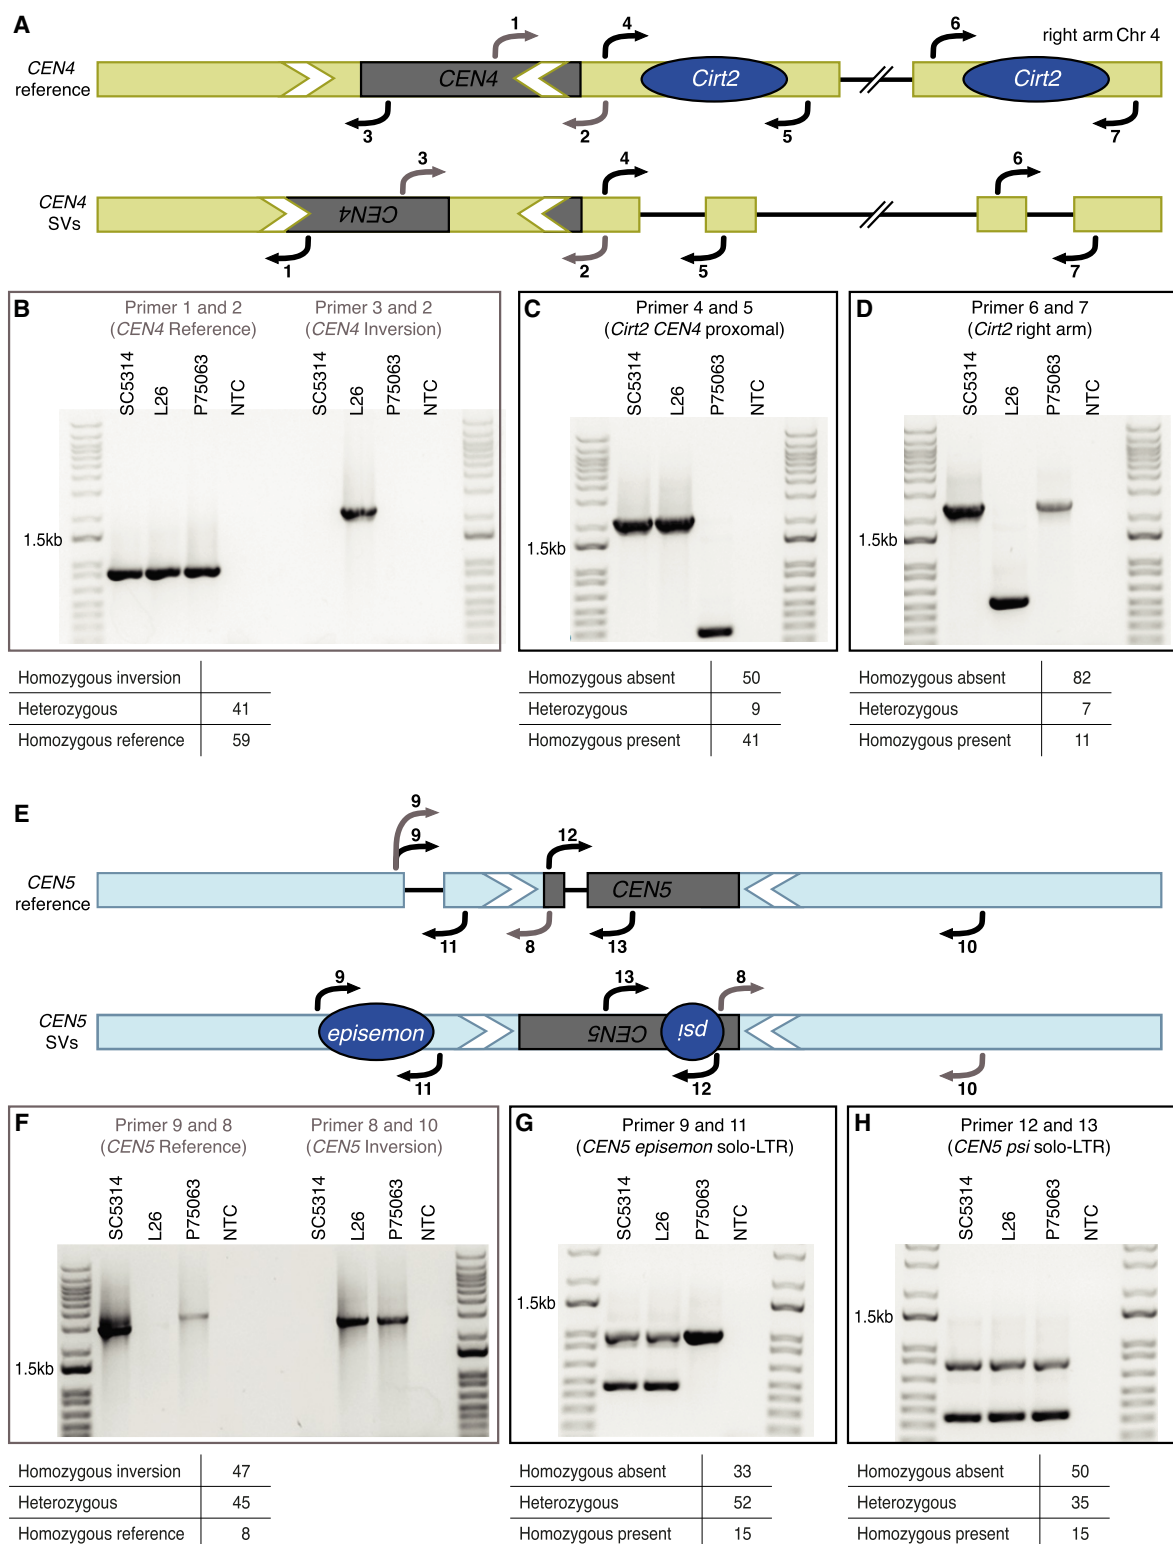 A
right arm Chr 4
CEN4
reference
1
4
6
CEN4
Cirt2
Cirt2
3
2
5
7
CEN4
SVs
3
4
6
CEN4
1
2
5
7
B
Primer 1 and 2
(CEN4 Reference)
Primer 3 and 2
(CEN4 Inversion)
SC5314
L26
P75063
NTC
SC5314
L26
P75063
NTC
1.5kb
Homozygous inversion
Heterozygous 41
Homozygous reference 59
C
Primer 4 and 5
(Cirt2 CEN4 proxomal)
SC5314
L26
P75063
NTC
1.5kb
Homozygous absent 50
Heterozygous 9
Homozygous present 41
D
Primer 6 and 7
(Cirt2 right arm)
SC5314
L26
P75063
NTC
1.5kb
Homozygous absent 82
Heterozygous 7
Homozygous present 11
E
CEN5
reference
9
9
12
CEN5
11
8
13
10
CEN5
SVs
9
13
8
episemon
CEN5
psi
11
12
10
F
Primer 9 and 8
(CEN5 Reference)
Primer 8 and 10
(CEN5 Inversion)
SC5314
L26
P75063
NTC
SC5314
L26
P75063
NTC
1.5kb
Homozygous inversion 47
Heterozygous 45
Homozygous reference 8
G
Primer 9 and 11
(CEN5 episemon solo-LTR)
SC5314
L26
P75063
NTC
1.5kb
Homozygous absent 33
Heterozygous 52
Homozygous present 15
H
Primer 12 and 13
(CEN5 psi solo-LTR)
SC5314
L26
P75063
NTC
1.5kb
Homozygous absent 50
Heterozygous 35
Homozygous present 15